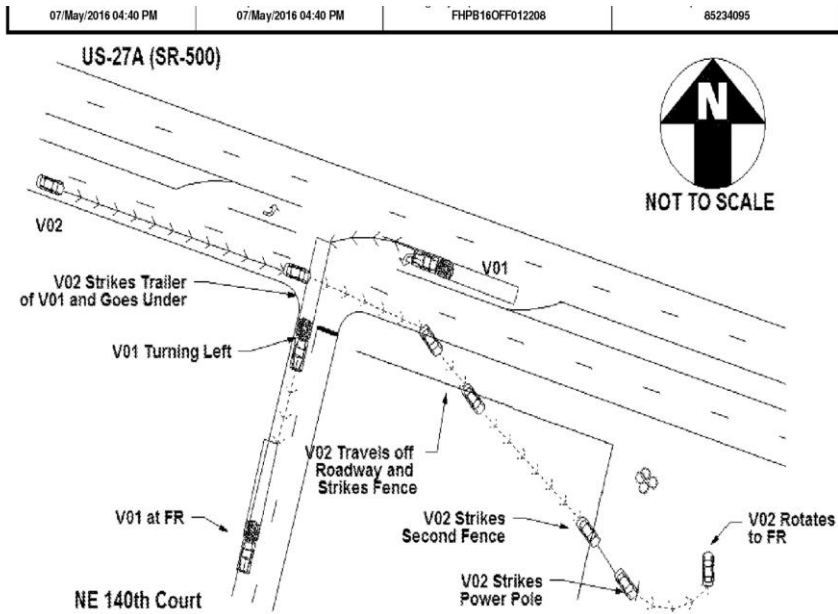 07/May/2016 04:40 PM 07/May/2016 04:40 PM FHPB16OFF012208 85234095
US-27A (SR-500)
N
NOT TO SCALE
V02
V01
V02 Strikes Trailer
of V01 and Goes Under
V01 Turning Left
V02 Travels off
Roadway and
Strikes Fence
V01 at FR
V02 Strikes
Second Fence
V02 Rotates
to FR
V02 Strikes
Power Pole
NE 140th Court